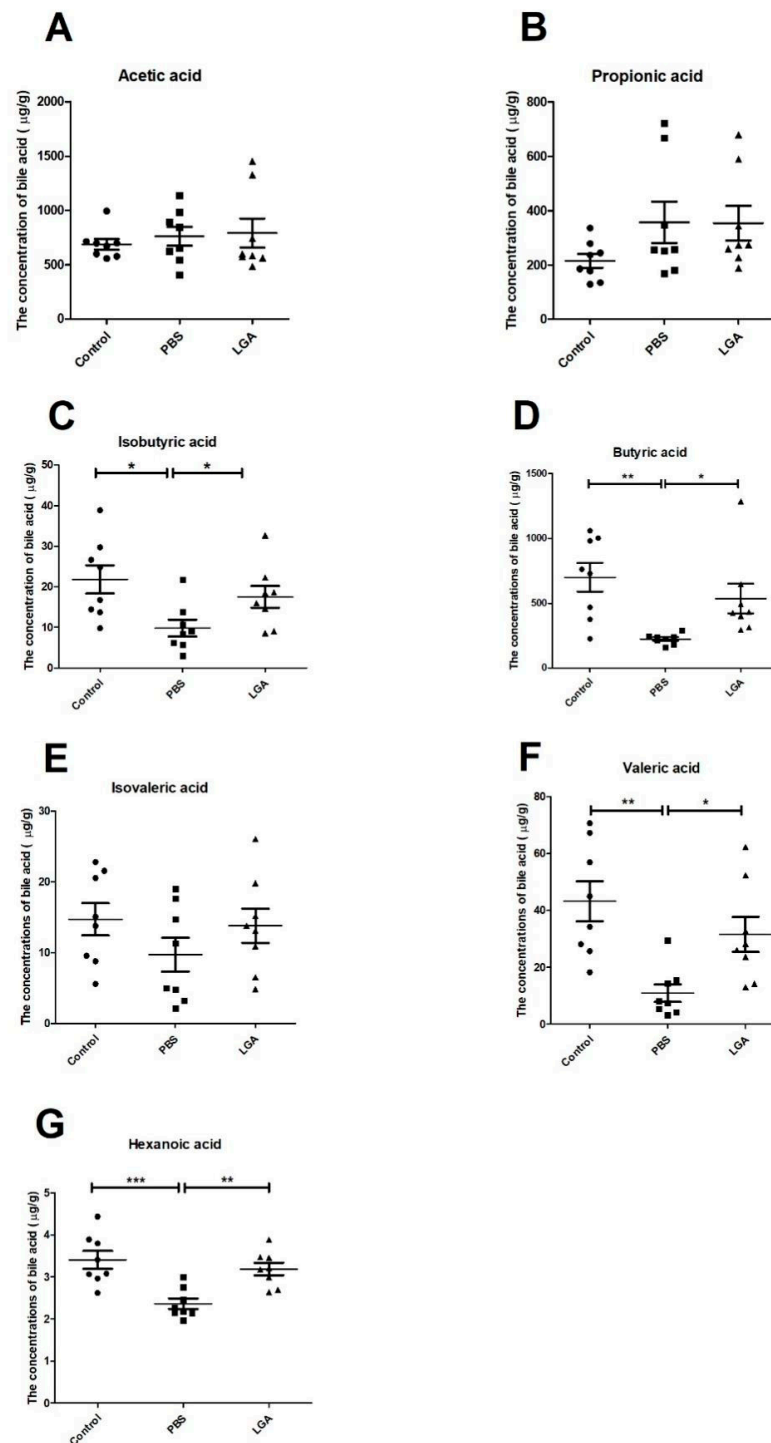 A
Acetic acid
The concentration of bile acid ( μg/g)
2000
1500
1000
500
0
Control
PBS
LGA
B
Propionic acid
The concentration of bile acid ( μg/g)
800
600
400
200
0
Control
PBS
LGA
C
Isobutyric acid
The concentration of bile acid ( μg/g)
50
40
30
20
10
0
*
*
Control
PBS
LGA
D
Butyric acid
The concentrations of bile acid ( μg/g)
1500
1000
500
0
**
*
Control
PBS
LGA
E
Isovaleric acid
The concentrations of bile acid ( μg/g)
30
20
10
0
Control
PBS
LGA
F
Valeric acid
The concentrations of bile acid ( μg/g)
80
60
40
20
0
**
*
Control
PBS
LGA
G
Hexanoic acid
The concentrations of bile acid ( μg/g)
5
4
3
2
1
0
***
**
Control
PBS
LGA